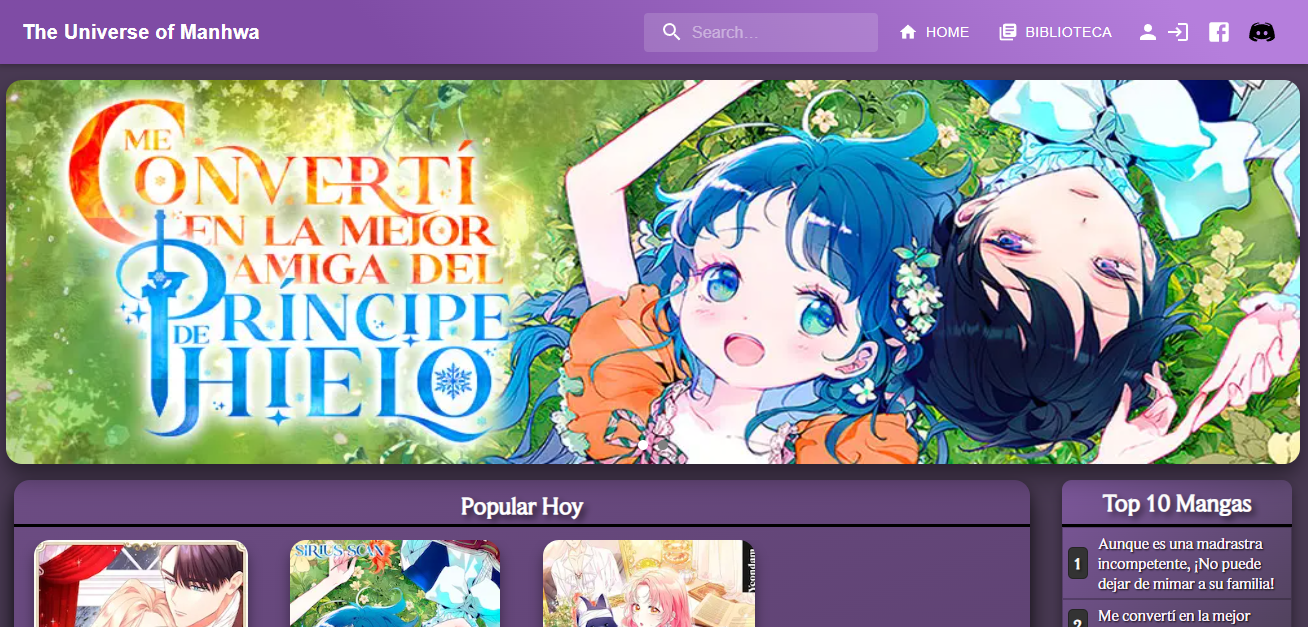 The Universe of Manhwa
Search...
HOME
BIBLIOTECA
ME
CONVERTÍ
EN LA MEJOR
AMIGA DEL
PRÍNCIPE
DE
HIELO
Popular Hoy
Top 10 Mangas
SIRIUS SCAN
Yeondam
1
Aunque es una madrastra
incompetente, ¡No puede
dejar de mimar a su familia!
2
Me convertí en la mejor